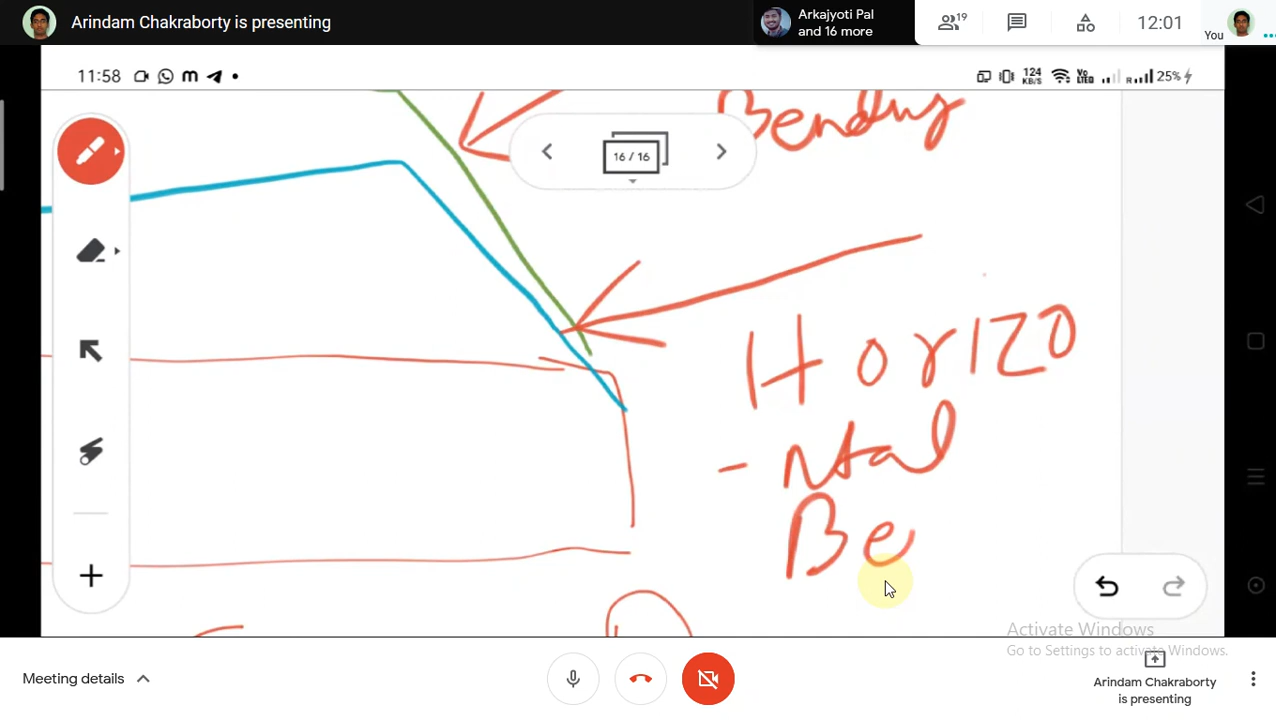 Arindam Chakraborty is presenting
Arkajyoti Pal
and 16 more
19
12:01
You
11:58
m
124
KB/S
Vo
LTE
R
25%
Bending
16 / 16
Horizo
-ntal
Be
Activate Windows
Go to Settings to activate Windows.
Meeting details
Arindam Chakraborty
is presenting